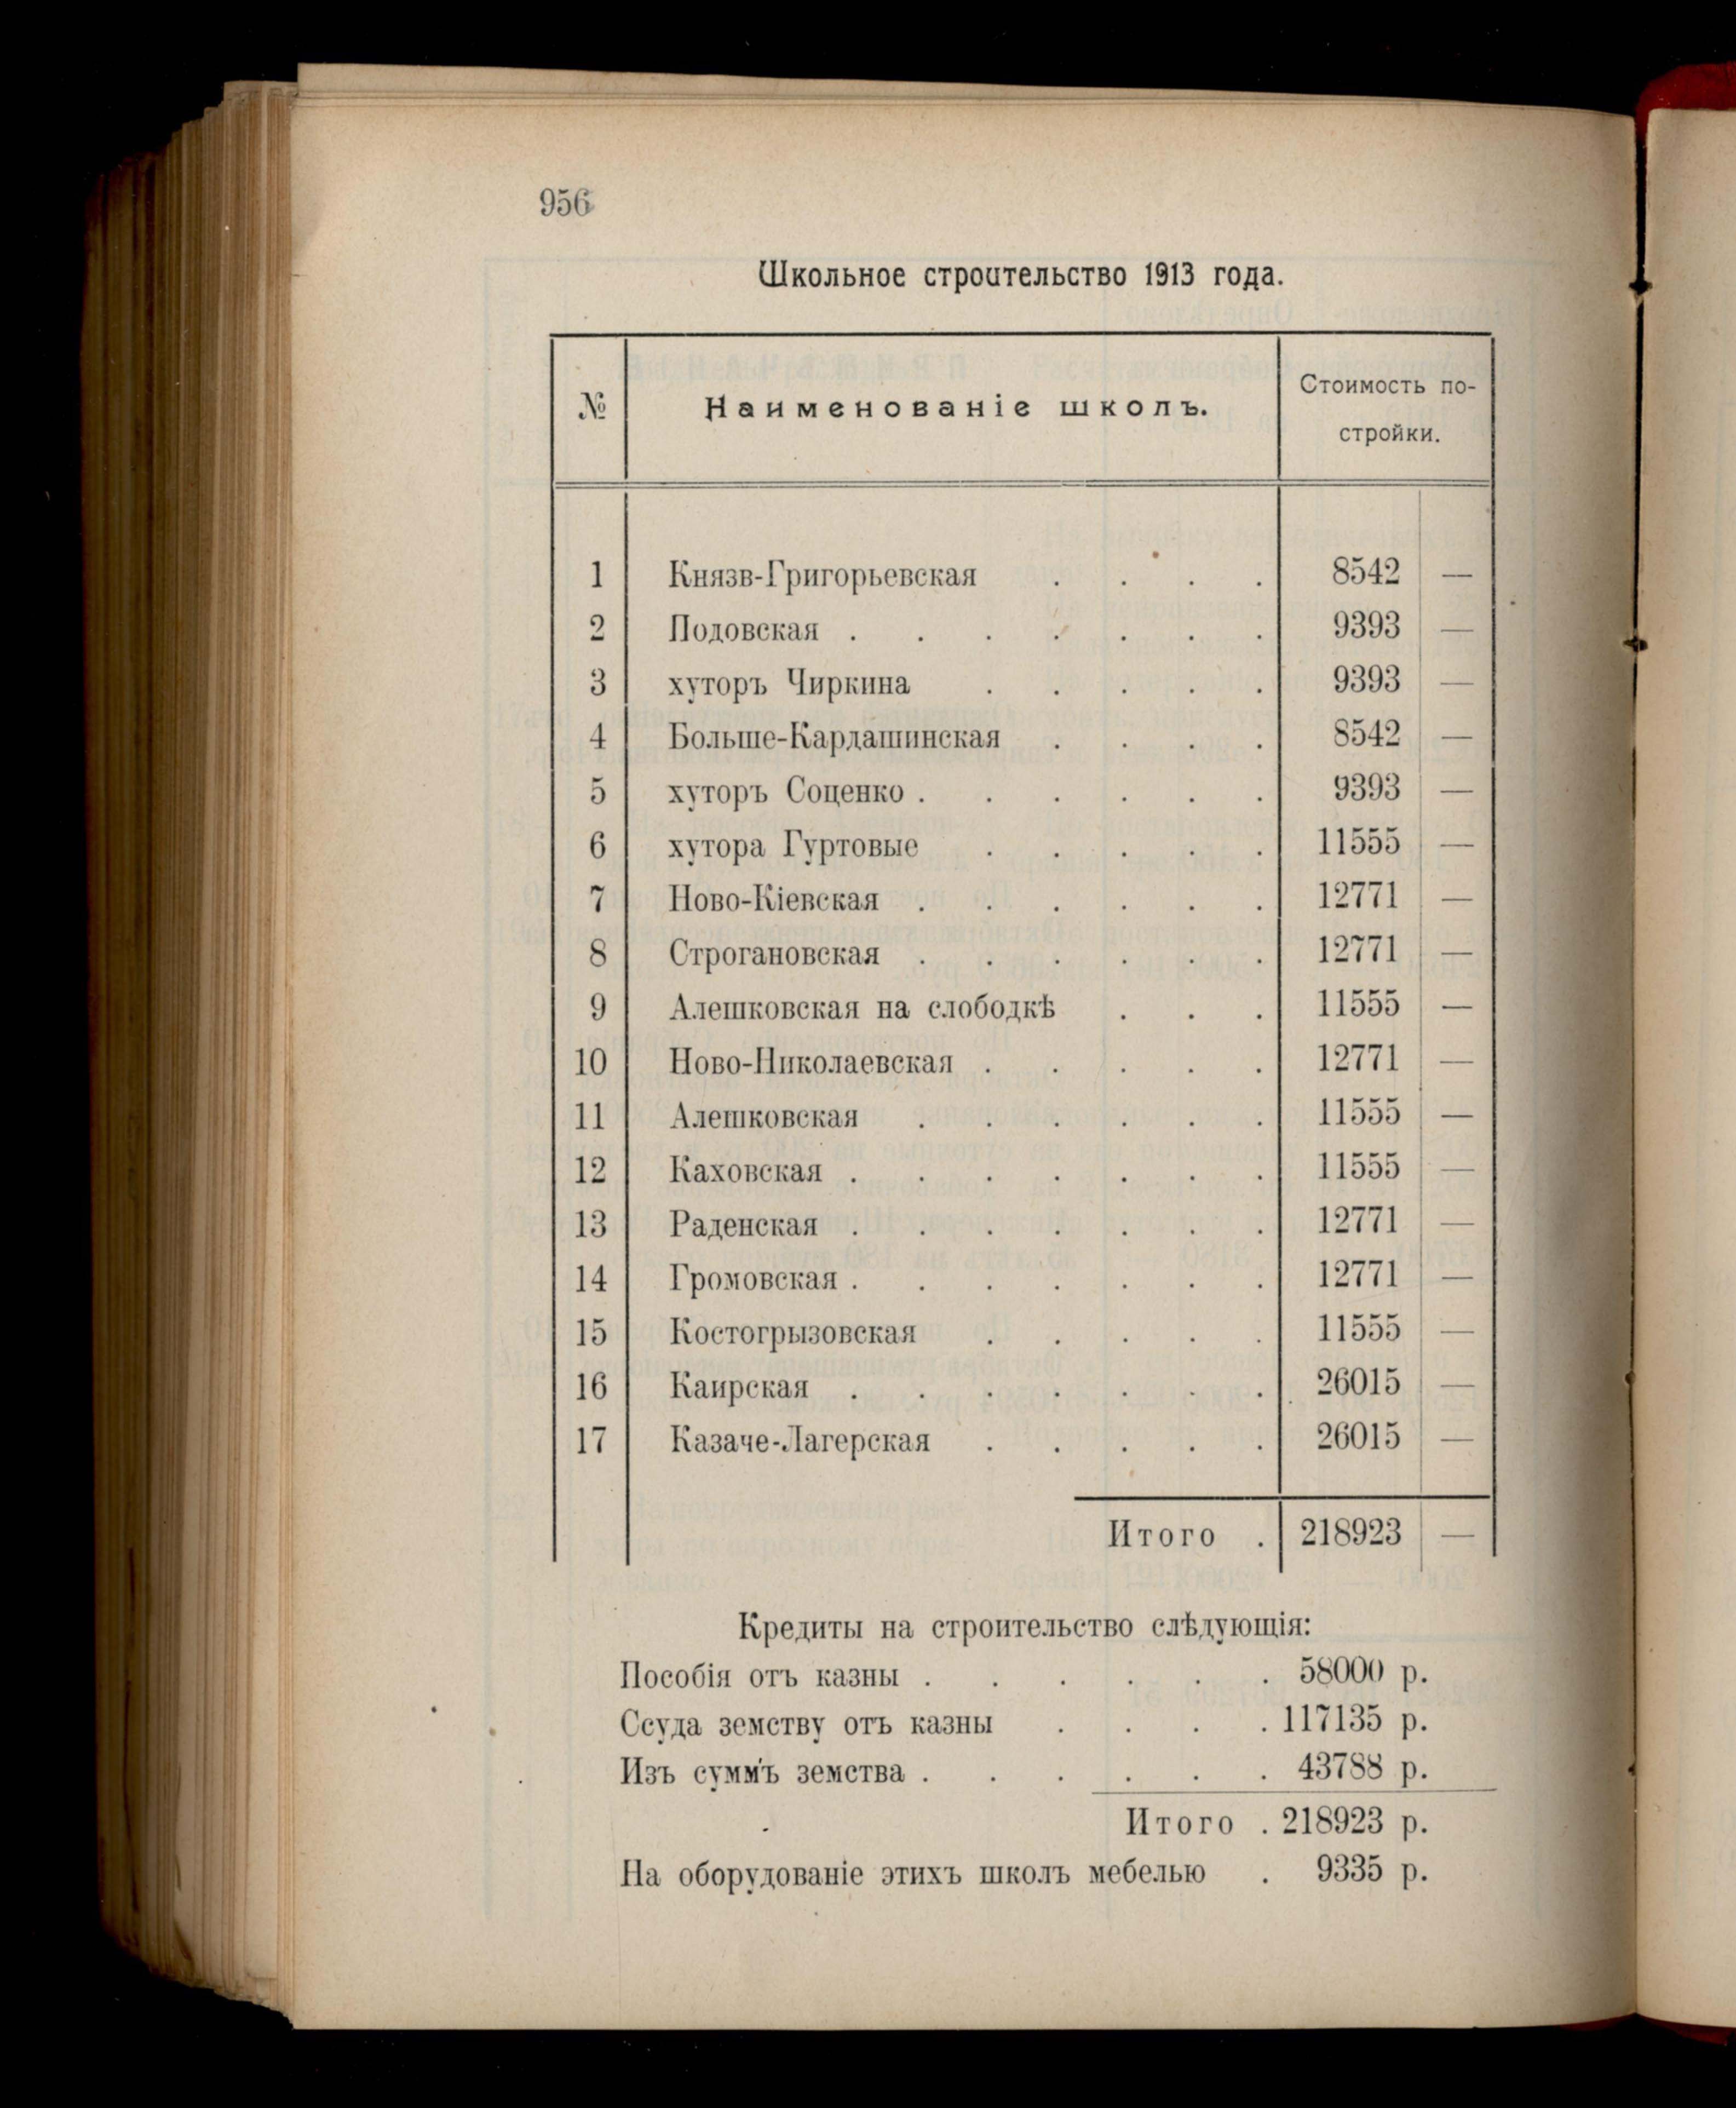 956
Школьное строительство 1913 года.
№ Наименованіе школъ. Стоимость по-
стройки.
1 Князв-Григорьевская . . . . 8542 —
2 Подовская . . . . . . . 9393 —
3 хуторъ Чиркина . . . . . 9393 —
4 Больше-Кардашинская . . . . 8542 —
5 хуторъ Соценко . . . . . . 9393 —
6 хутора Гуртовые . . . . . 11555 —
7 Ново-Кіевская . . . . . . 12771 —
8 Строгановская . . . . . . 12771 —
9 Алешковская на слободкѣ . . . 11555 —
10 Ново-Николаевская . . . . . 12771 —
11 Алешковская . . . . . . 11555 —
12 Каховская . . . . . . . 11555 —
13 Раденская . . . . . . . 12771 —
14 Громовская . . . . . . . 12771 —
15 Костогрызовская . . . . . 11555 —
16 Каирская . . . . . . . 26015 —
17 Казаче-Лагерская . . . . . 26015 —
Итого . 218923 —
Кредиты на строительство слѣдующія:
Пособія отъ казны . . . . . . 58000 р.
Ссуда земству отъ казны . . . . 117135 р.
Изъ суммъ земства . . . . . . 43788 р.
Итого . 218923 р.
На оборудованіе этихъ школъ мебелью . 9335 р.